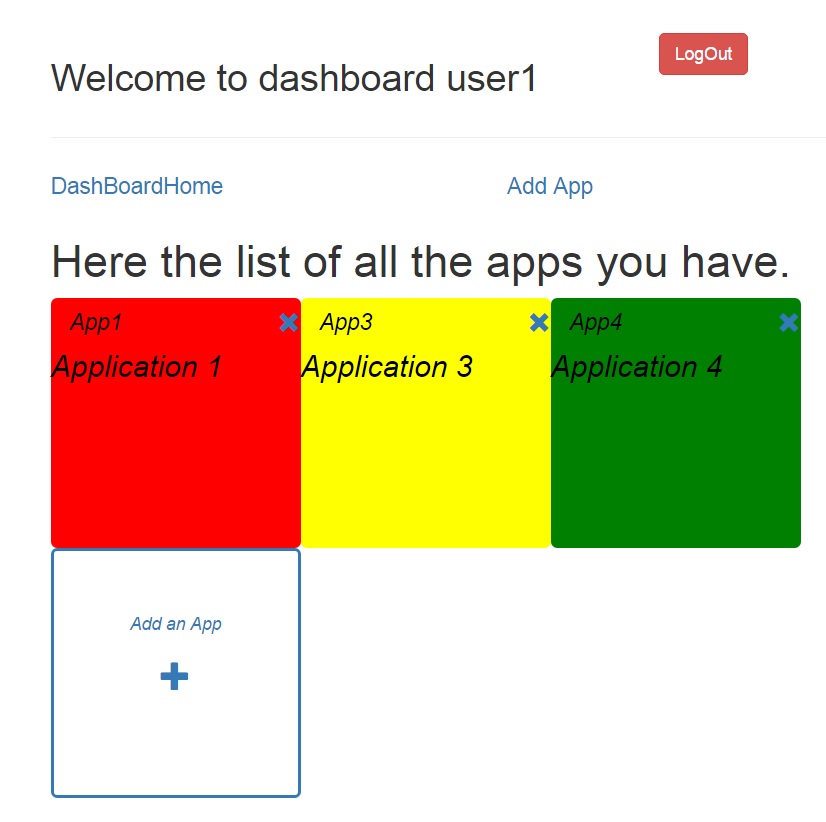 LogOut
Welcome to dashboard user1
DashBoardHome
Add App
Here the list of all the apps you have.
App1
App3
App4
Application 1
Application 3
Application 4
Add an App